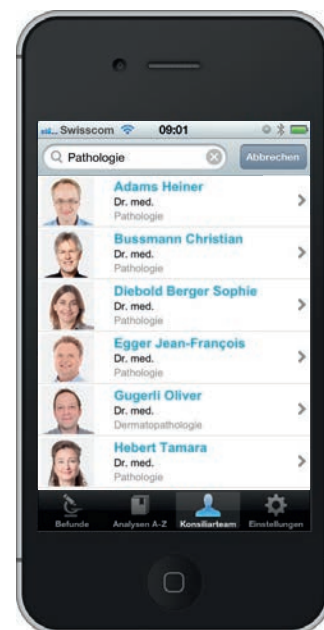 Swisscom 09:01
Pathologie Abbrechen
Adams Heiner
Dr. med.
Pathologie
Bussmann Christian
Dr. med.
Pathologie
Diebold Berger Sophie
Dr. med.
Pathologie
Egger Jean-François
Dr. med.
Pathologie
Gugerli Oliver
Dr. med.
Dermatopathologie
Hebert Tamara
Dr. med.
Pathologie
Befunde Analysen A-Z Konsiliarteam Einstellungen